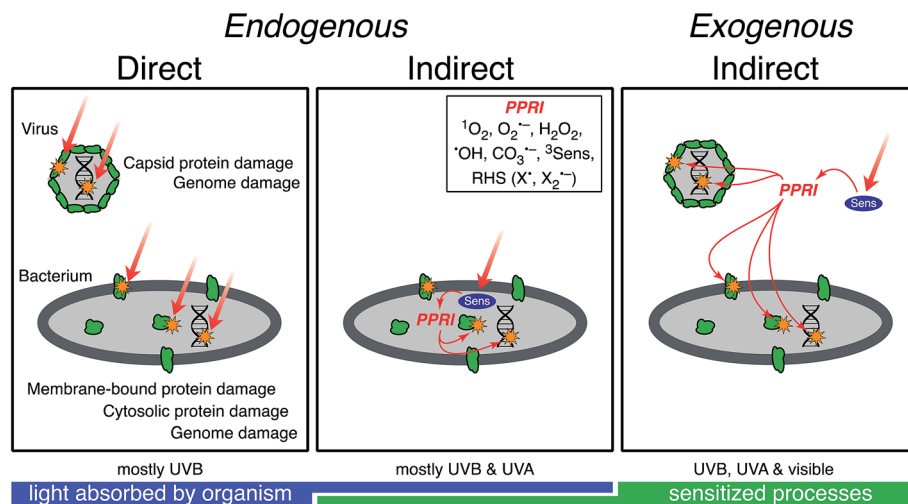 Endogenous
Exogenous
Direct
Indirect
Indirect
Virus
Capsid protein damage
Genome damage
Bacterium
Membrane-bound protein damage
Cytosolic protein damage
Genome damage
PPRI
¹O₂, O₂•⁻, H₂O₂,
•OH, CO₃•⁻, ³Sens,
RHS (X•, X₂•⁻)
Sens
PPRI
PPRI
Sens
mostly UVB
mostly UVB & UVA
UVB, UVA & visible
light absorbed by organism
sensitized processes